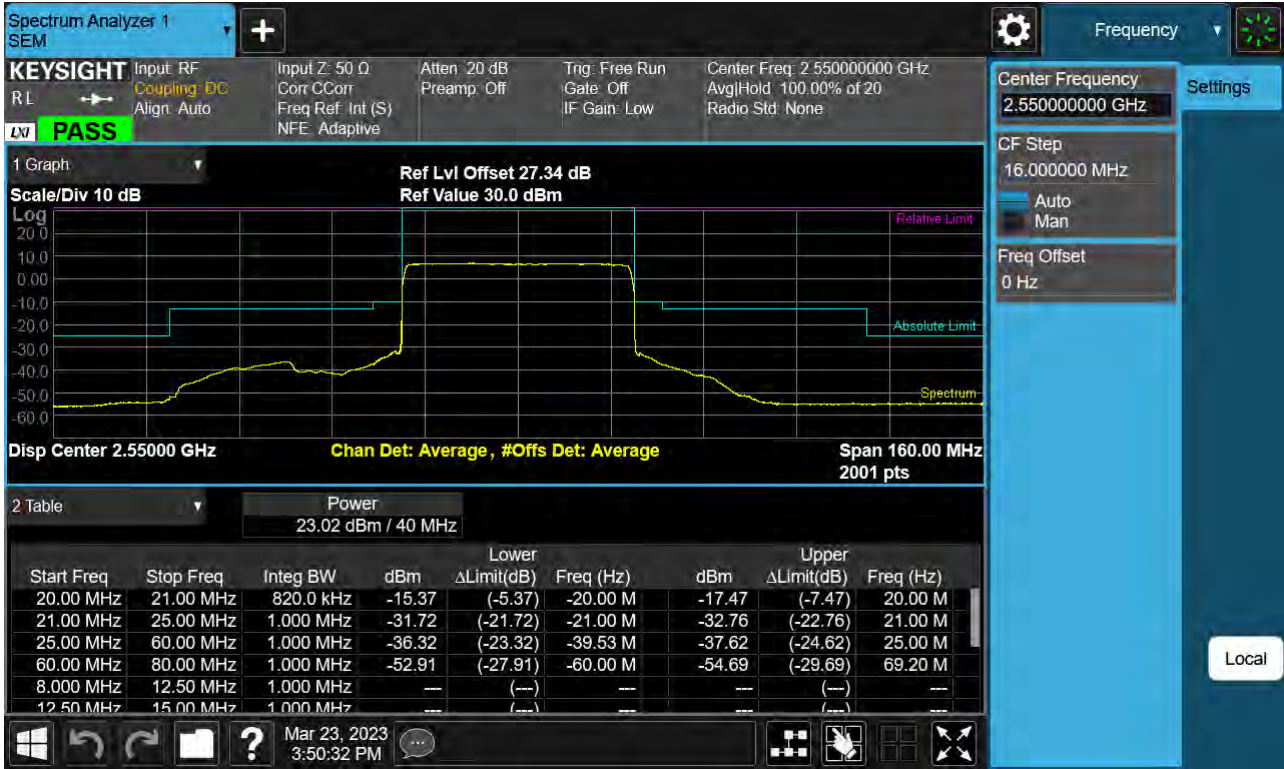 Spectrum Analyzer 1
SEM
Frequency
KEYSIGHT
R L
LXI
PASS
Input: RF
Coupling: DC
Align: Auto
Input Z: 50 Ω
Corr CCorr
Freq Ref: Int (S)
NFE: Adaptive
Atten: 20 dB
Preamp: Off
Trig: Free Run
Gate: Off
IF Gain: Low
Center Freq: 2.550000000 GHz
Avg|Hold: 100.00% of 20
Radio Std: None
Center Frequency
2.550000000 GHz
Settings
CF Step
16.000000 MHz
Auto
Man
Freq Offset
0 Hz
Local
1 Graph
Scale/Div 10 dB
Ref Lvl Offset 27.34 dB
Ref Value 30.0 dBm
Log
20.0
10.0
0.00
-10.0
-20.0
-30.0
-40.0
-50.0
-60.0
Relative Limit
Absolute Limit
Spectrum
Disp Center 2.55000 GHz
Chan Det: Average , #Offs Det: Average
Span 160.00 MHz
2001 pts
2 Table
Power
23.02 dBm / 40 MHz
Lower Upper
Start Freq Stop Freq Integ BW dBm ΔLimit(dB) Freq (Hz) dBm ΔLimit(dB) Freq (Hz)
20.00 MHz 21.00 MHz 820.0 kHz -15.37 (-5.37) -20.00 M -17.47 (-7.47) 20.00 M
21.00 MHz 25.00 MHz 1.000 MHz -31.72 (-21.72) -21.00 M -32.76 (-22.76) 21.00 M
25.00 MHz 60.00 MHz 1.000 MHz -36.32 (-23.32) -39.53 M -37.62 (-24.62) 25.00 M
60.00 MHz 80.00 MHz 1.000 MHz -52.91 (-27.91) -60.00 M -54.69 (-29.69) 69.20 M
8.000 MHz 12.50 MHz 1.000 MHz --- (---) --- --- (---) ---
12.50 MHz 15.00 MHz 1.000 MHz --- (---) --- --- (---) ---
Mar 23, 2023
3:50:32 PM